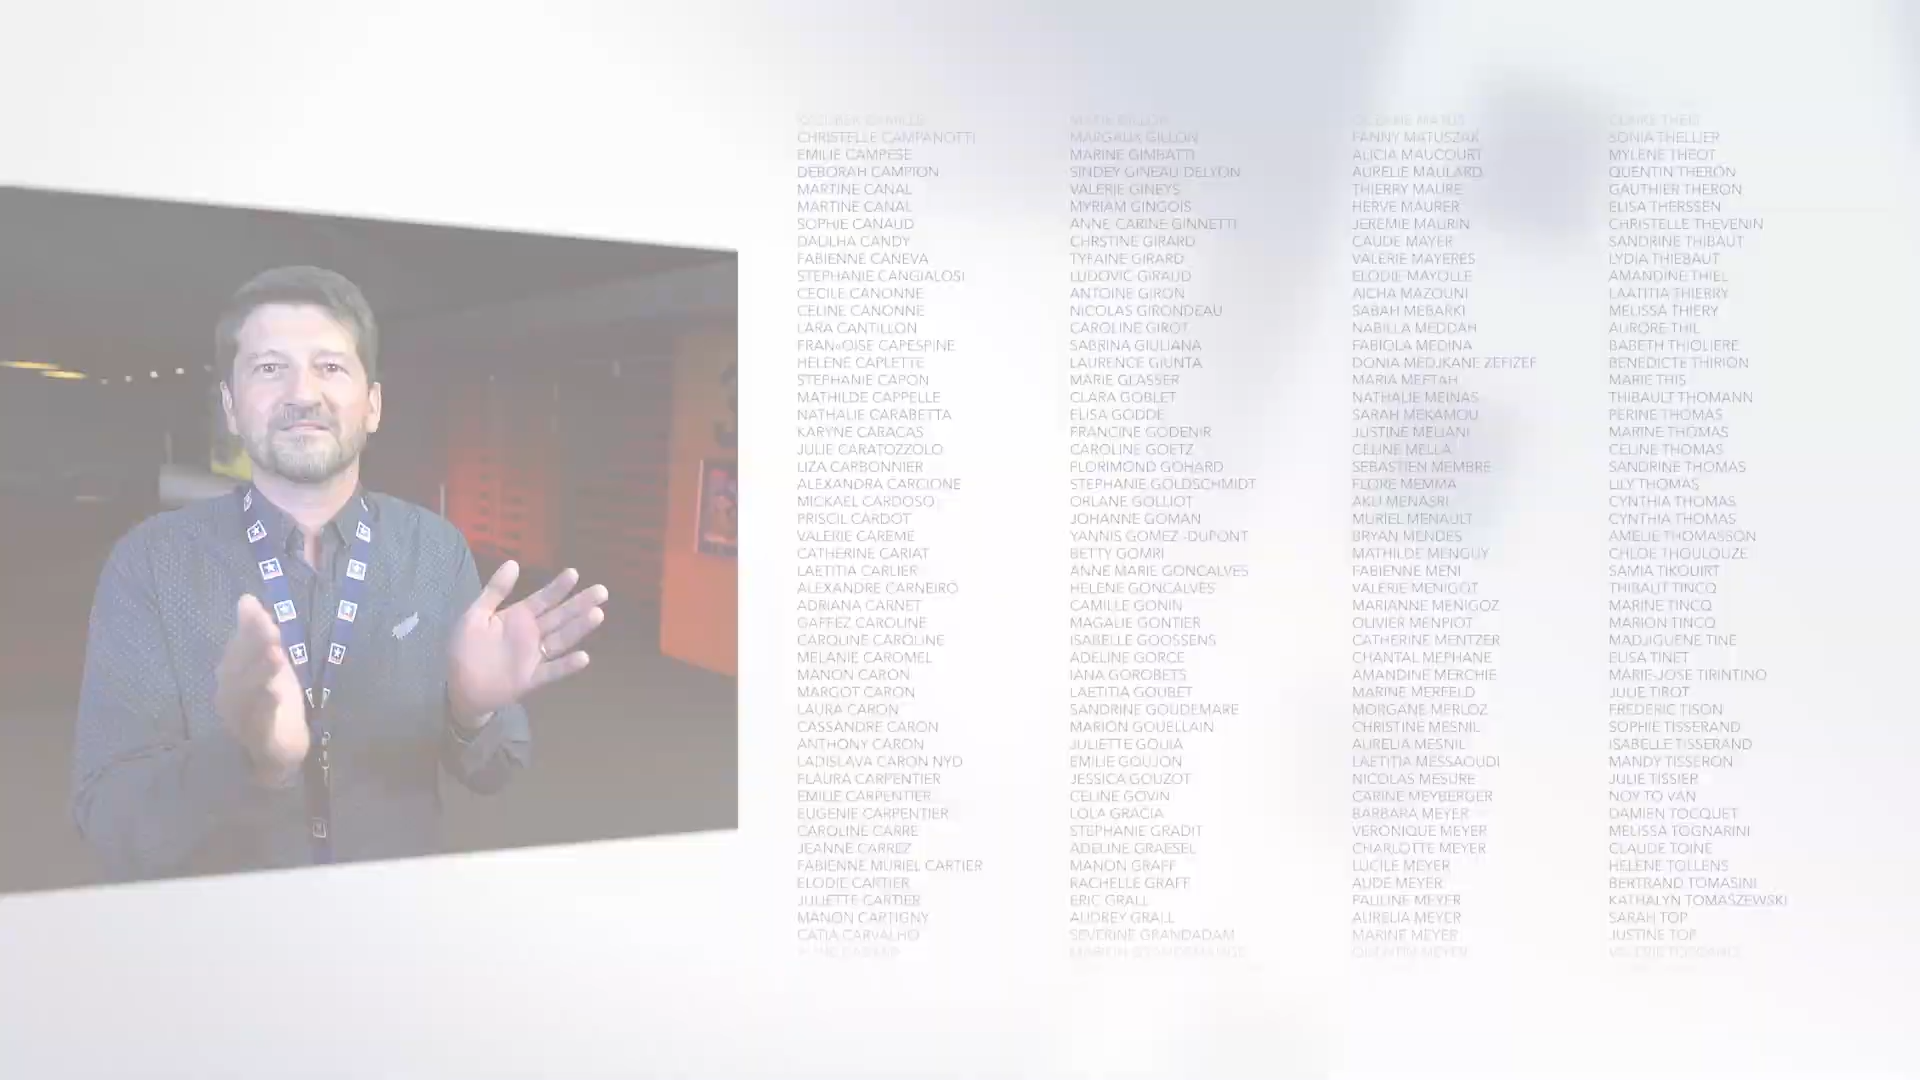 CHRISTELLE CAMPANOTTI
EMILIE CAMPESE
DEBORAH CAMPION
MARTINE CANAL
MARTINE CANAL
SOPHIE CANAUD
DALILHA CANDY
FABIENNE CANEVA
STEPHANIE CANGIALOSI
CECILE CANONNE
CELINE CANONNE
LARA CANTILLON
FRAN«OISE CAPESPINE
HELENE CAPLETTE
STEPHANIE CAPON
MATHILDE CAPPELLE
NATHALIE CARABETTA
KARYNE CARACAS
JULIE CARATOZZOLO
LIZA CARBONNIER
ALEXANDRA CARCIONE
MICKAEL CARDOSO
PRISCIL CARDOT
VALERIE CAREME
CATHERINE CARIAT
LAETITIA CARLIER
ALEXANDRE CARNEIRO
ADRIANA CARNET
GAFFEZ CAROLINE
CAROLINE CAROLINE
MELANIE CAROMEL
MANON CARON
MARGOT CARON
LAURA CARON
CASSANDRE CARON
ANTHONY CARON
LADISLAVA CARON NYD
FLAURA CARPENTIER
EMILIE CARPENTIER
EUGENIE CARPENTIER
CAROLINE CARRE
JEANNE CARREZ
FABIENNE MURIEL CARTIER
ELODIE CARTIER
JULIETTE CARTIER
MANON CARTIGNY
CATIA CARVALHO
MARGAUX GILLON
MARINE GIMBATTI
SINDEY GINEAU DELYON
VALERIE GINEYS
MYRIAM GINGOIS
ANNE CARINE GINNETTI
CHRSTINE GIRARD
TYFAINE GIRARD
LUDOVIC GIRAUD
ANTOINE GIRON
NICOLAS GIRONDEAU
CAROLINE GIROT
SABRINA GIULIANA
LAURENCE GIUNTA
MARIE GLASSER
CLARA GOBLET
ELISA GODDE
FRANCINE GODENIR
CAROLINE GOETZ
FLORIMOND GOHARD
STEPHANIE GOLDSCHMIDT
ORLANE GOLLIOT
JOHANNE GOMAN
YANNIS GOMEZ -DUPONT
BETTY GOMRI
ANNE MARIE GONCALVES
HELENE GONCALVES
CAMILLE GONIN
MAGALIE GONTIER
ISABELLE GOOSSENS
ADELINE GORCE
IANA GOROBETS
LAETITIA GOUBET
SANDRINE GOUDEMARE
MARION GOUELLAIN
JULIETTE GOUIA
EMILIE GOUJON
JESSICA GOUZOT
CELINE GOVIN
LOLA GRACIA
STEPHANIE GRADIT
ADELINE GRAESEL
MANON GRAFF
RACHELLE GRAFF
ERIC GRALL
AUDREY GRALL
SEVERINE GRANDADAM
FANNY MATUSZAK
ALICIA MAUCOURT
AURELIE MAULARD
THIERRY MAURE
HERVE MAURER
JEREMIE MAURIN
CAUDE MAYER
VALERIE MAYERES
ELODIE MAYOLLE
AICHA MAZOUNI
SABAH MEBARKI
NABILLA MEDDAH
FABIOLA MEDINA
DONIA MEDJKANE ZEFIZEF
MARIA MEFTAH
NATHALIE MEINAS
SARAH MEKAMOU
JUSTINE MELIANI
CELINE MELLA
SEBASTIEN MEMBRE
FLORE MEMMA
AKLI MENASRI
MURIEL MENAULT
BRYAN MENDES
MATHILDE MENGUY
FABIENNE MENI
VALERIE MENIGOT
MARIANNE MENIGOZ
OLIVIER MENPIOT
CATHERINE MENTZER
CHANTAL MEPHANE
AMANDINE MERCHIE
MARINE MERFELD
MORGANE MERLOZ
CHRISTINE MESNIL
AURELIA MESNIL
LAETITIA MESSAOUDI
NICOLAS MESURE
CARINE MEYBERGER
BARBARA MEYER
VERONIQUE MEYER
CHARLOTTE MEYER
LUCILE MEYER
AUDE MEYER
PAULINE MEYER
AURELIA MEYER
MARINE MEYER
QUENTIN MEYER
CLAIRE THEIS
SONIA THELLIER
MYLENE THEOT
QUENTIN THERON
GAUTHIER THERON
ELISA THERSSEN
CHRISTELLE THEVENIN
SANDRINE THIBAUT
LYDIA THIEBAUT
AMANDINE THIEL
LAATITIA THIERRY
MELISSA THIERY
AURORE THIL
BABETH THIOLIERE
BENEDICTE THIRION
MARIE THIS
THIBAULT THOMANN
PERINE THOMAS
MARINE THOMAS
CELINE THOMAS
SANDRINE THOMAS
LILY THOMAS
CYNTHIA THOMAS
CYNTHIA THOMAS
AMELIE THOMASSON
CHLOE THOULOUZE
SAMIA TIKOUIRT
THIBAUT TINCQ
MARINE TINCQ
MARION TINCQ
MADJIGUENE TINE
ELISA TINET
MARIE-JOSE TIRINTINO
JULIE TIROT
FREDERIC TISON
SOPHIE TISSERAND
ISABELLE TISSERAND
MANDY TISSERON
JULIE TISSIER
NOY TO VAN
DAMIEN TOCQUET
MELISSA TOGNARINI
CLAUDE TOINE
HELENE TOLLENS
BERTRAND TOMASINI
KATHALYN TOMASZEWSKI
SARAH TOP
JUSTINE TOP